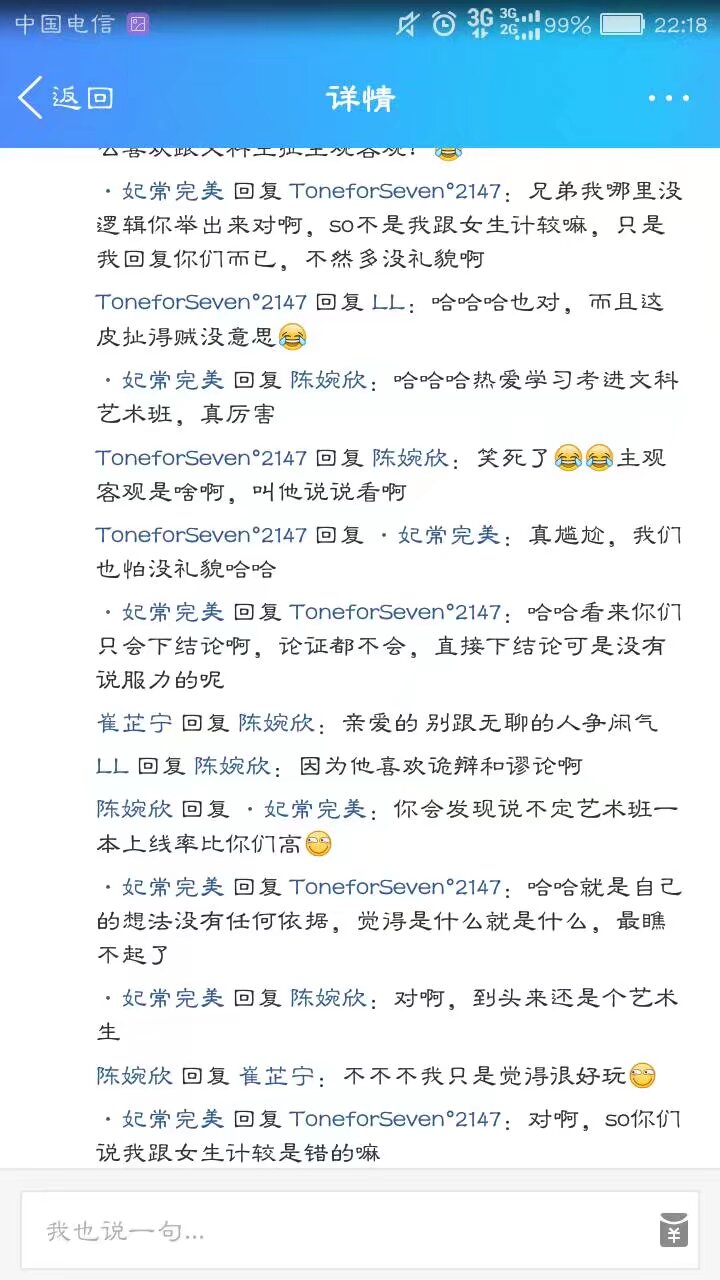 中国电信 3G 3G 2G 99% 22:18
返回 详情 ···
么喜欢跟文科生扯主观客观！
·妃常完美 回复 ToneforSeven°2147：兄弟我哪里没
逻辑你举出来对啊，so不是我跟女生计较嘛，只是
我回复你们而已，不然多没礼貌啊
ToneforSeven°2147 回复 LL：哈哈哈也对，而且这
皮扯得贼没意思😂
·妃常完美 回复 陈婉欣：哈哈哈热爱学习考进文科
艺术班，真厉害
ToneforSeven°2147 回复 陈婉欣：笑死了😂😂主观
客观是啥啊，叫他说说看啊
ToneforSeven°2147 回复 ·妃常完美：真尴尬，我们
也怕没礼貌哈哈
·妃常完美 回复 ToneforSeven°2147：哈哈看来你们
只会下结论啊，论证都不会，直接下结论可是没有
说服力的呢
崔芷宁 回复 陈婉欣：亲爱的 别跟无聊的人争闲气
LL 回复 陈婉欣：因为他喜欢诡辩和谬论啊
陈婉欣 回复 ·妃常完美：你会发现说不定艺术班一
本上线率比你们高
·妃常完美 回复 ToneforSeven°2147：哈哈就是自己
的想法没有任何依据，觉得是什么就是什么，最瞧
不起了
·妃常完美 回复 陈婉欣：对啊，到头来还是个艺术
生
陈婉欣 回复 崔芷宁：不不不我只是觉得很好玩
·妃常完美 回复 ToneforSeven°2147：对啊，so你们
说我跟女生计较是错的嘛
我也说一句...